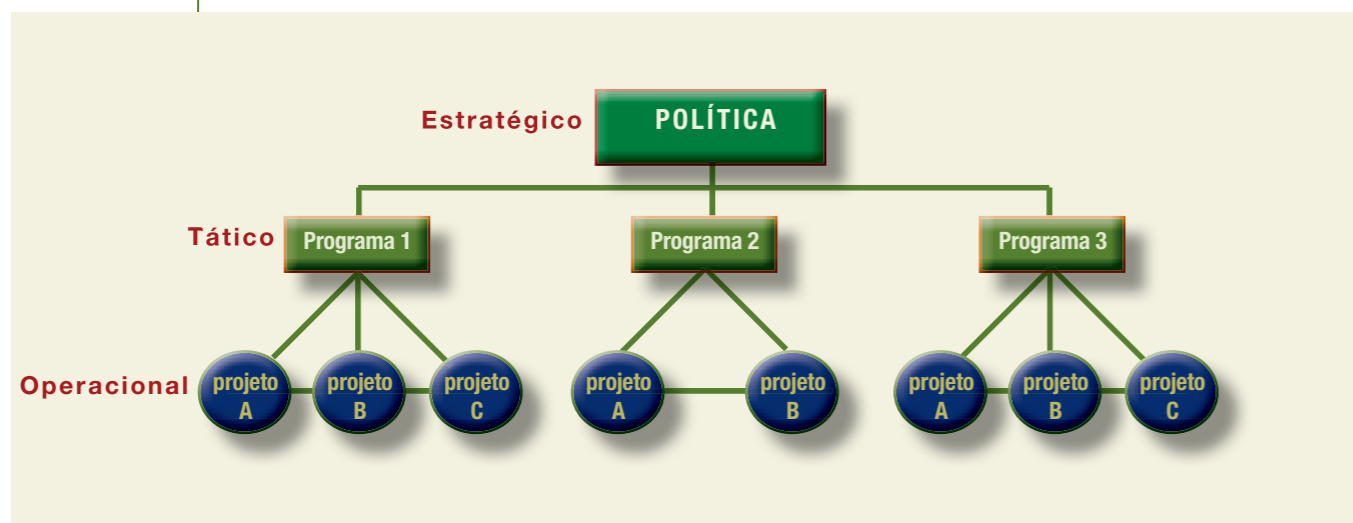 Estratégico
POLÍTICA
Tático
Programa 1
Programa 2
Programa 3
Operacional
projeto
A
projeto
B
projeto
C
projeto
A
projeto
B
projeto
A
projeto
B
projeto
C